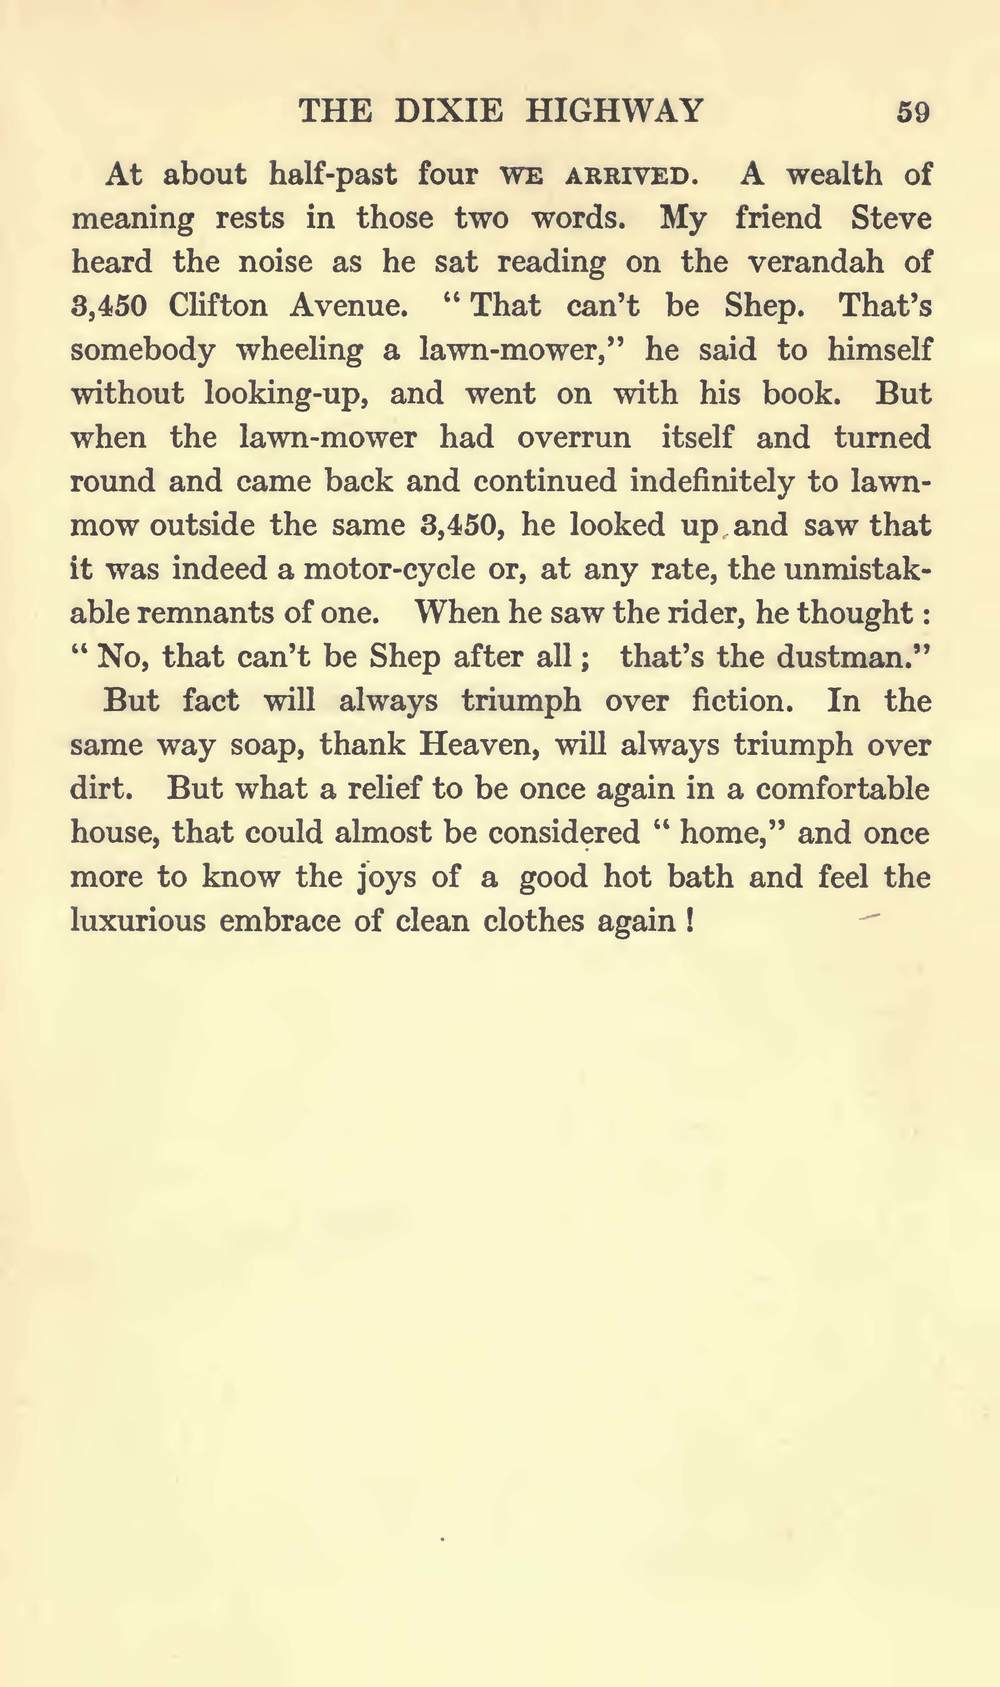 THE DIXIE HIGHWAY 59
At about half-past four WE ARRIVED. A wealth of
meaning rests in those two words. My friend Steve
heard the noise as he sat reading on the verandah of
3,450 Clifton Avenue. “ That can’t be Shep. That’s
somebody wheeling a lawn-mower,” he said to himself
without looking-up, and went on with his book. But
when the lawn-mower had overrun itself and turned
round and came back and continued indefinitely to lawn-
mow outside the same 3,450, he looked up and saw that
it was indeed a motor-cycle or, at any rate, the unmistak-
able remnants of one. When he saw the rider, he thought :
“ No, that can’t be Shep after all ; that’s the dustman.”
But fact will always triumph over fiction. In the
same way soap, thank Heaven, will always triumph over
dirt. But what a relief to be once again in a comfortable
house, that could almost be considered “ home,” and once
more to know the joys of a good hot bath and feel the
luxurious embrace of clean clothes again !